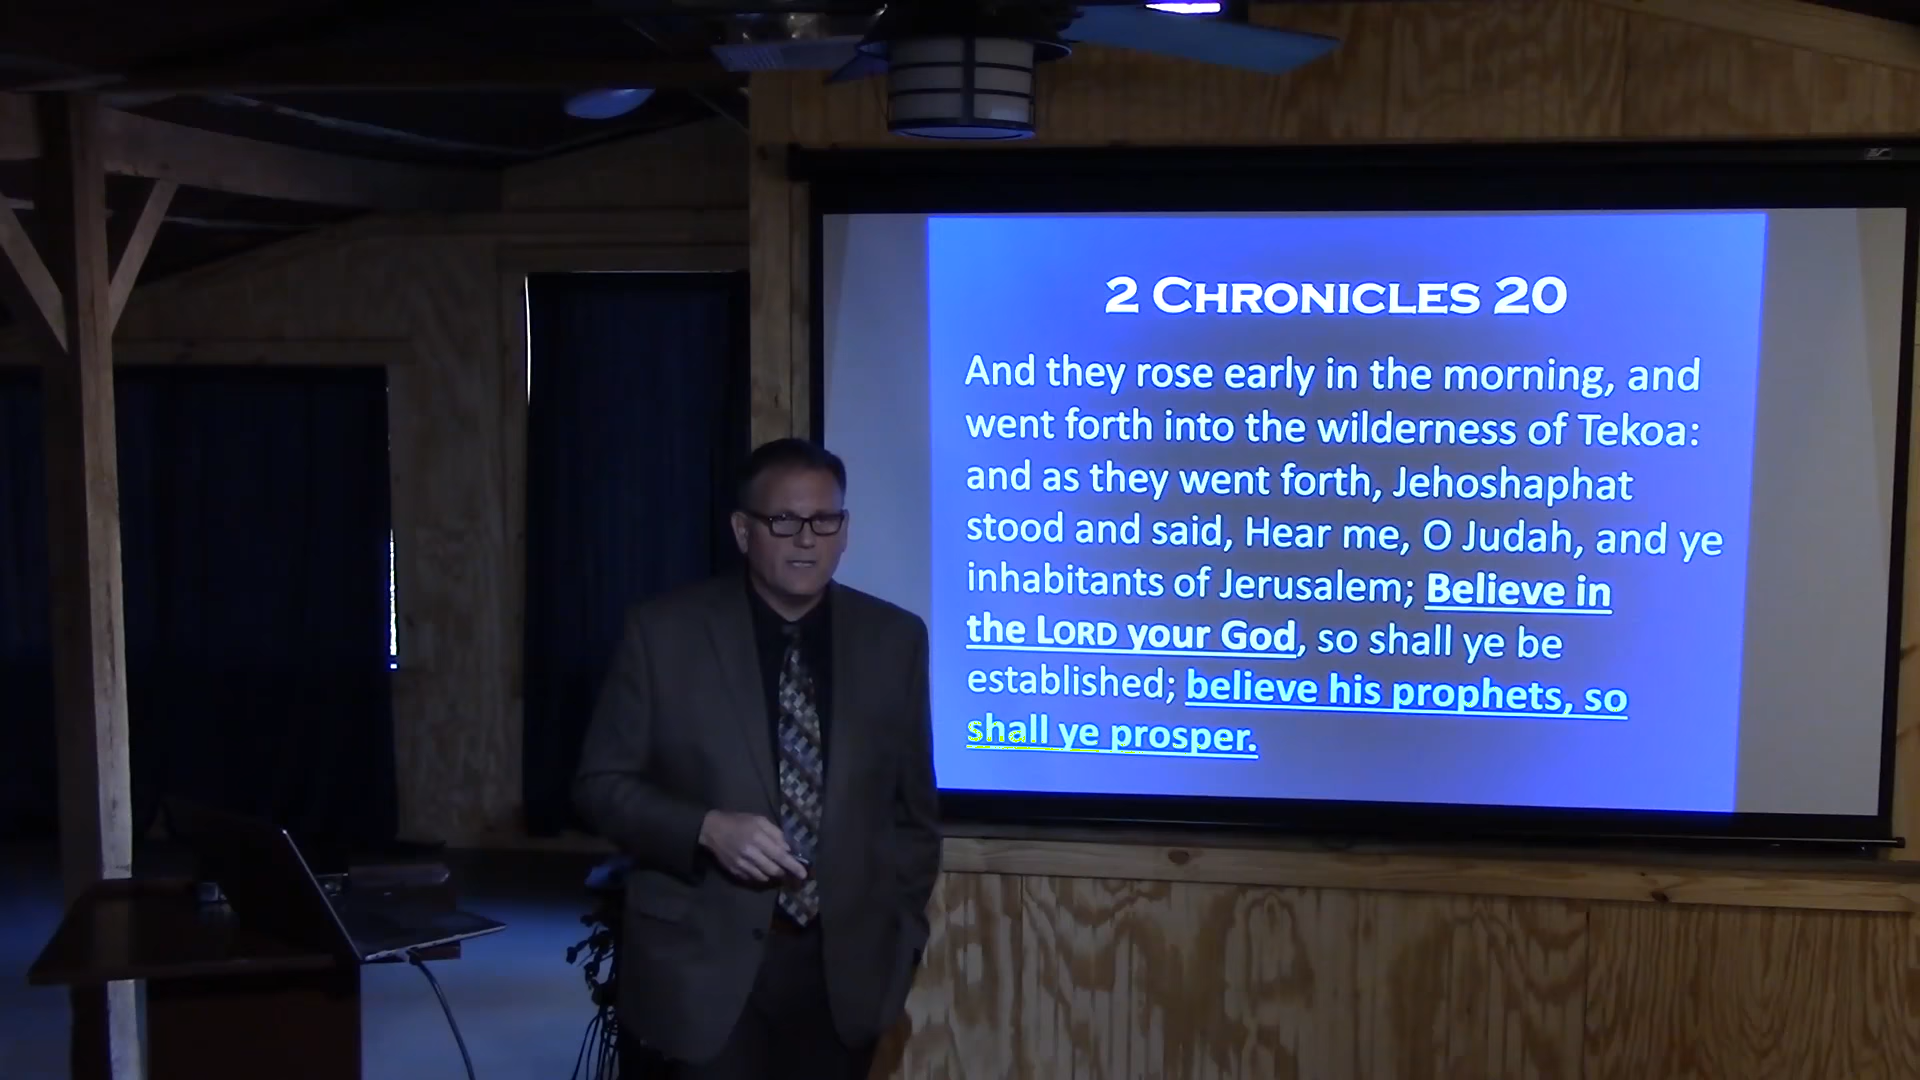 2 CHRONICLES 20
And they rose early in the morning, and
went forth into the wilderness of Tekoa:
and as they went forth, Jehoshaphat
stood and said, Hear me, O Judah, and ye
inhabitants of Jerusalem; Believe in
the LORD your God, so shall ye be
established; believe his prophets, so
shall ye prosper.